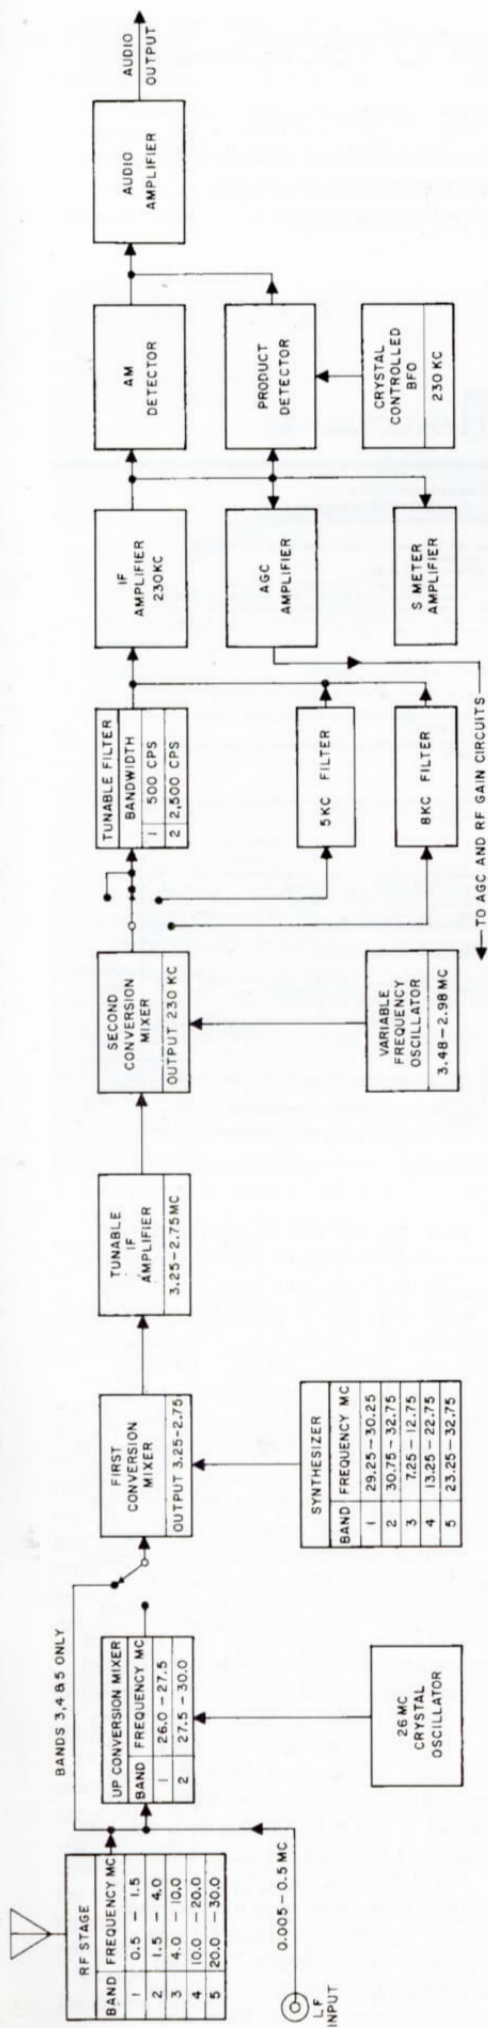 RF STAGE
BAND FREQUENCY MC
1 0.5 - 1.5
2 1.5 - 4.0
3 4.0 - 10.0
4 10.0 - 20.0
5 20.0 - 30.0
LF
INPUT
0.005 - 0.5 MC
BANDS 3,4 & 5 ONLY
UP CONVERSION MIXER
BAND FREQUENCY MC
1 26.0 - 27.5
2 27.5 - 30.0
26 MC
CRYSTAL
OSCILLATOR
FIRST
CONVERSION
MIXER
OUTPUT 3.25-2.75
SYNTHESIZER
BAND FREQUENCY MC
1 29.25 - 30.25
2 30.75 - 32.75
3 7.25 - 12.75
4 13.25 - 22.75
5 23.25 - 32.75
TUNABLE
IF
AMPLIFIER
3.25-2.75MC
SECOND
CONVERSION
MIXER
OUTPUT 230 KC
VARIABLE
FREQUENCY
OSCILLATOR
3.48-2.98 MC
TUNABLE FILTER
BANDWIDTH
1 500 CPS
2 2,500 CPS
5KC FILTER
8KC FILTER
IF
AMPLIFIER
230KC
AGC
AMPLIFIER
S METER
AMPLIFIER
TO AGC AND RF GAIN CIRCUITS
AM
DETECTOR
PRODUCT
DETECTOR
CRYSTAL
CONTROLLED
BFO
230 KC
AUDIO
AMPLIFIER
AUDIO
OUTPUT